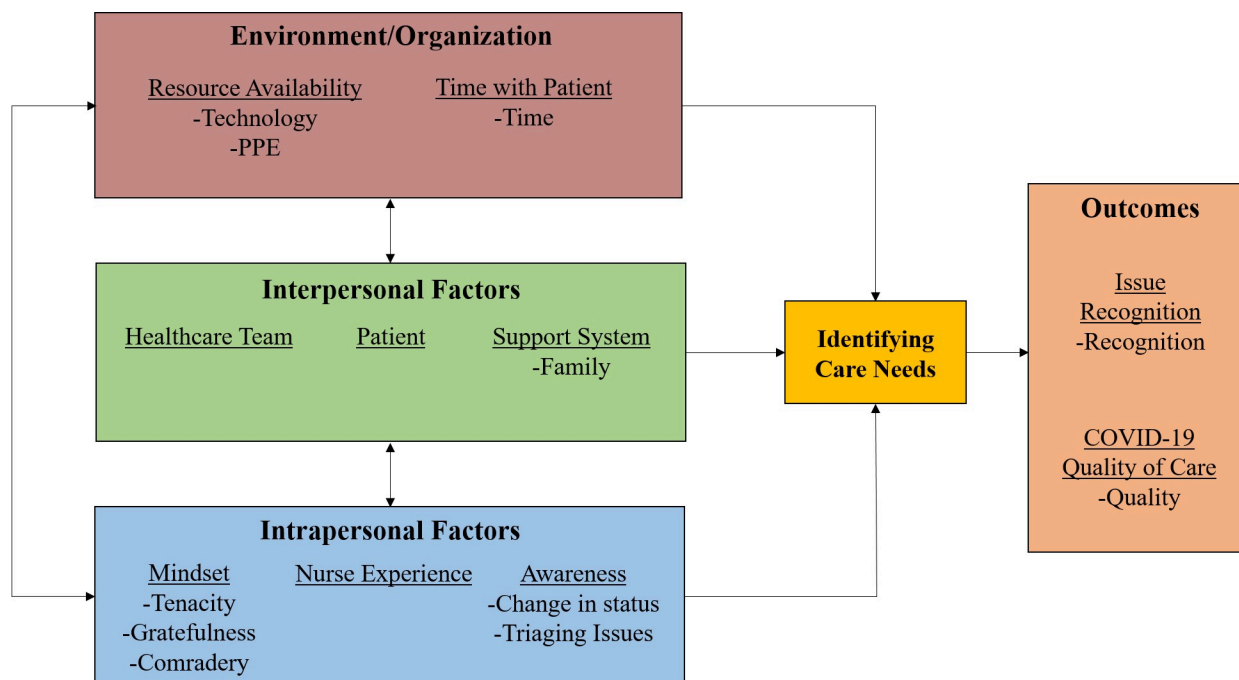 Environment/Organization
Resource Availability
-Technology
-PPE
Time with Patient
-Time
Interpersonal Factors
Healthcare Team
Patient
Support System
-Family
Intrapersonal Factors
Mindset
-Tenacity
-Gratefulness
-Comradery
Nurse Experience
Awareness
-Change in status
-Triaging Issues
Identifying
Care Needs
Outcomes
Issue
Recognition
-Recognition
COVID-19
Quality of Care
-Quality